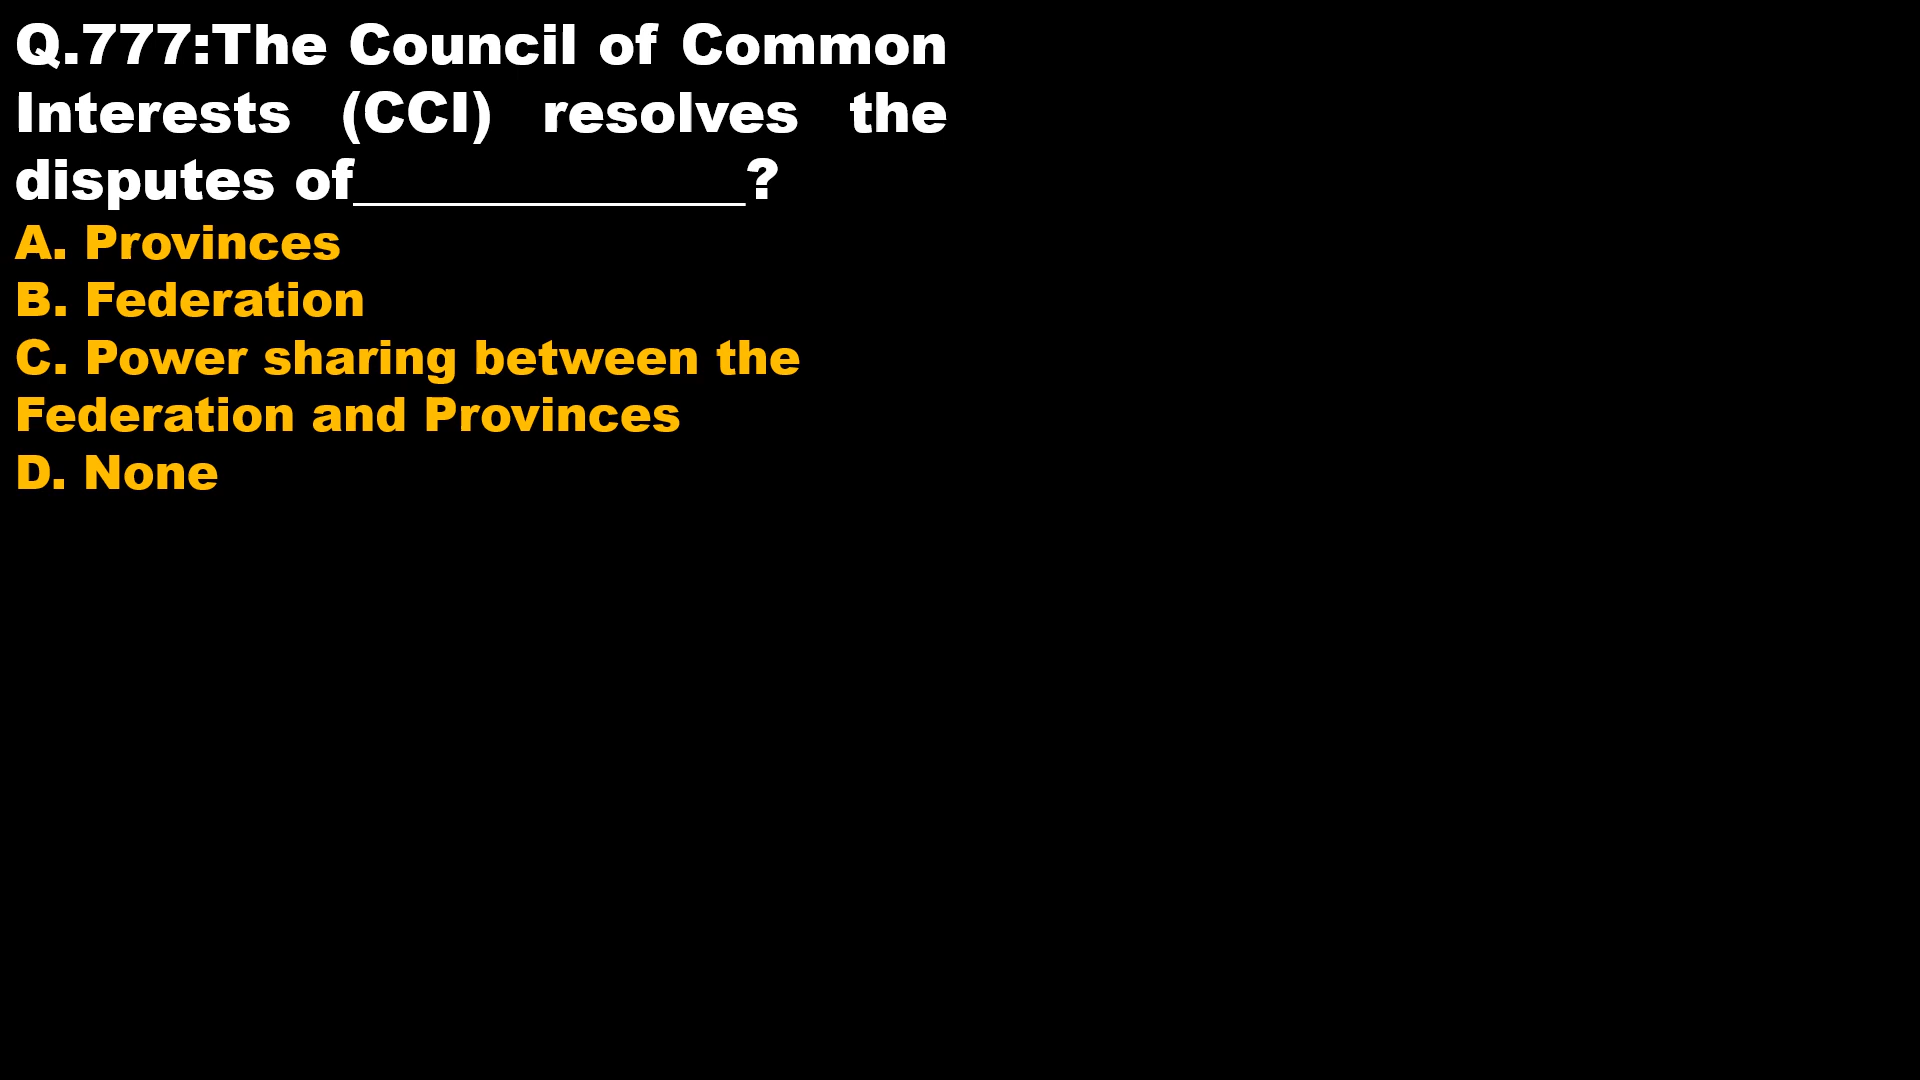 Q.777:The Council of Common
Interests (CCI) resolves the
disputes of______________?
A. Provinces
B. Federation
C. Power sharing between the
Federation and Provinces
D. None